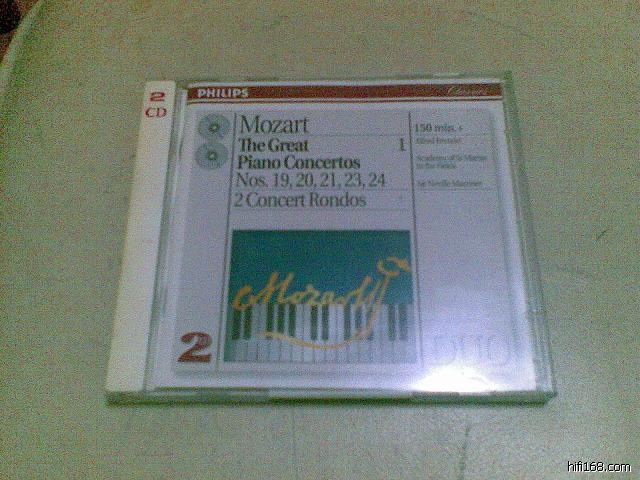 2
CD
PHILIPS
Classics
Mozart
The Great 1
Piano Concertos
Nos. 19, 20, 21, 23, 24
2 Concert Rondos
150 min.+
Alfred Brendel
Academy of St Martin
in the Fields
Sir Neville Marriner
Mozart
2
DUO
hifi168.com